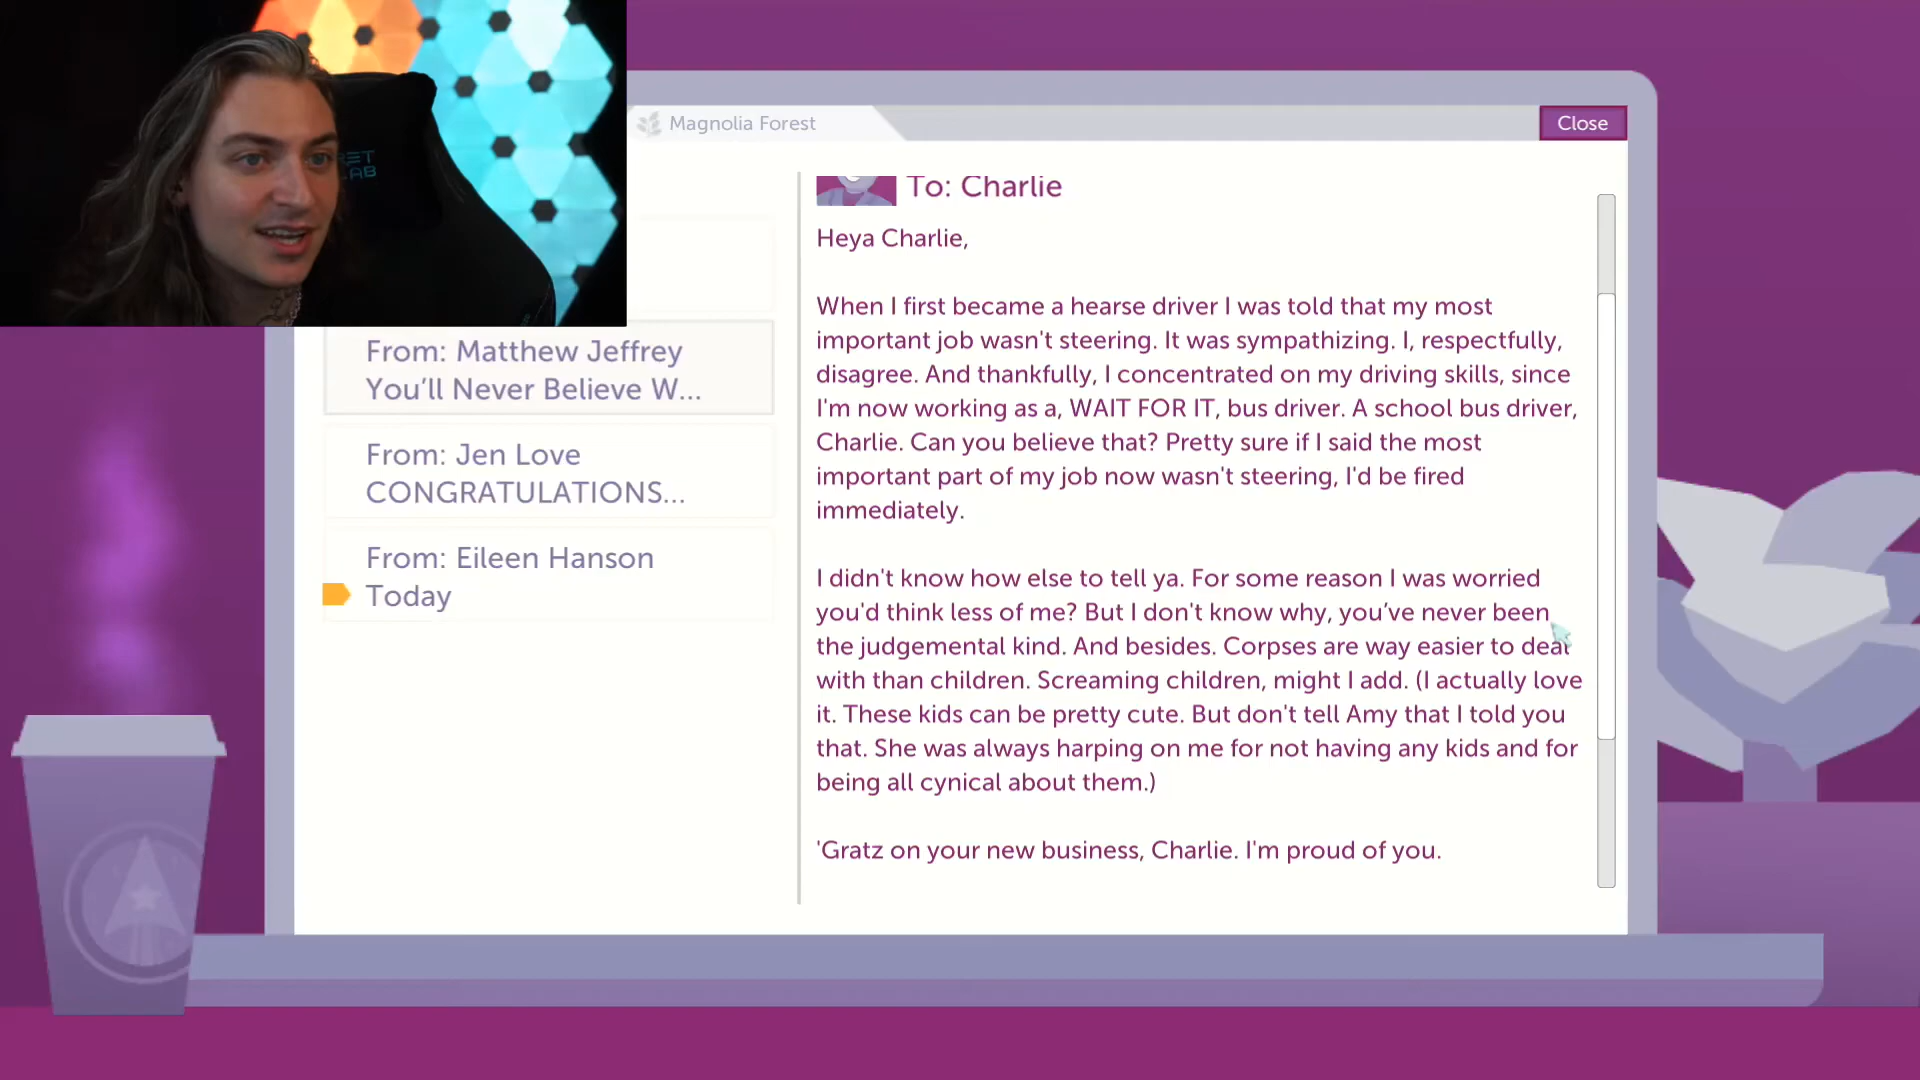 RET
LAB
Magnolia Forest
Close
To: Charlie
Heya Charlie,
When I first became a hearse driver I was told that my most
important job wasn't steering. It was sympathizing. I, respectfully,
disagree. And thankfully, I concentrated on my driving skills, since
I'm now working as a, WAIT FOR IT, bus driver. A school bus driver,
Charlie. Can you believe that? Pretty sure if I said the most
important part of my job now wasn't steering, I'd be fired
immediately.
I didn't know how else to tell ya. For some reason I was worried
you'd think less of me? But I don't know why, you’ve never been
the judgemental kind. And besides. Corpses are way easier to deal
with than children. Screaming children, might I add. (I actually love
it. These kids can be pretty cute. But don't tell Amy that I told you
that. She was always harping on me for not having any kids and for
being all cynical about them.)
'Gratz on your new business, Charlie. I'm proud of you.
From: Matthew Jeffrey
You’ll Never Believe W...
From: Jen Love
CONGRATULATIONS...
From: Eileen Hanson
Today